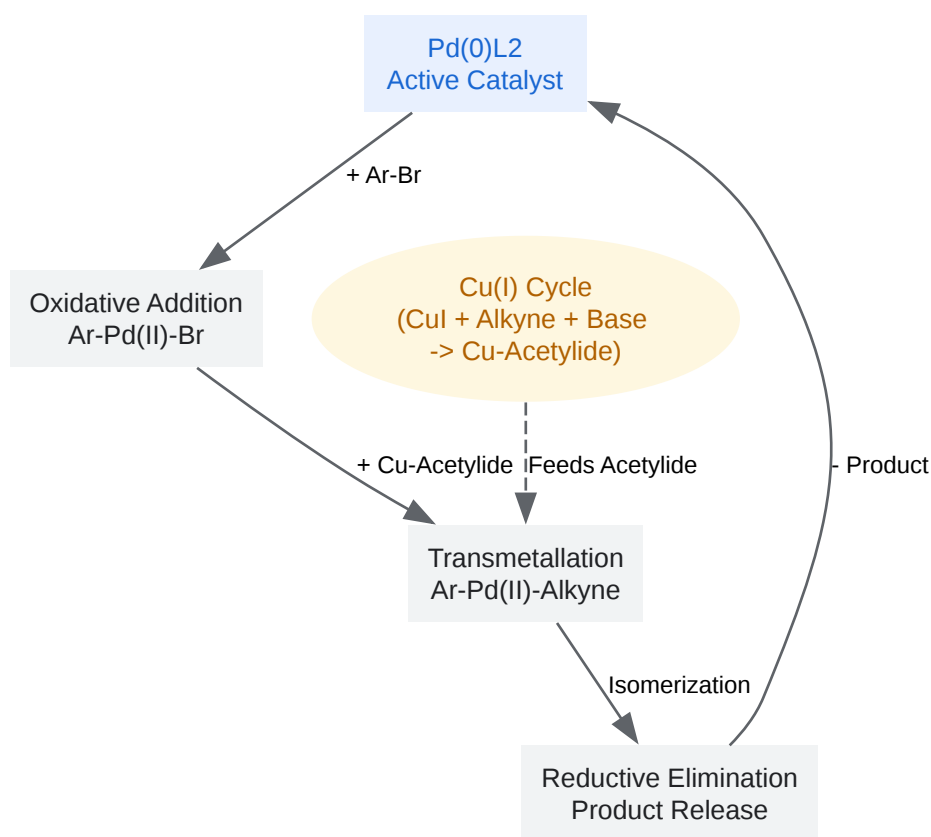 Pd(0)L2
Active Catalyst
+ Ar-Br
Oxidative Addition
Ar-Pd(II)-Br
Cu(I) Cycle
(CuI + Alkyne + Base
-> Cu-Acetylide)
+ Cu-Acetylide
Feeds Acetylide
- Product
Transmetallation
Ar-Pd(II)-Alkyne
Isomerization
Reductive Elimination
Product Release